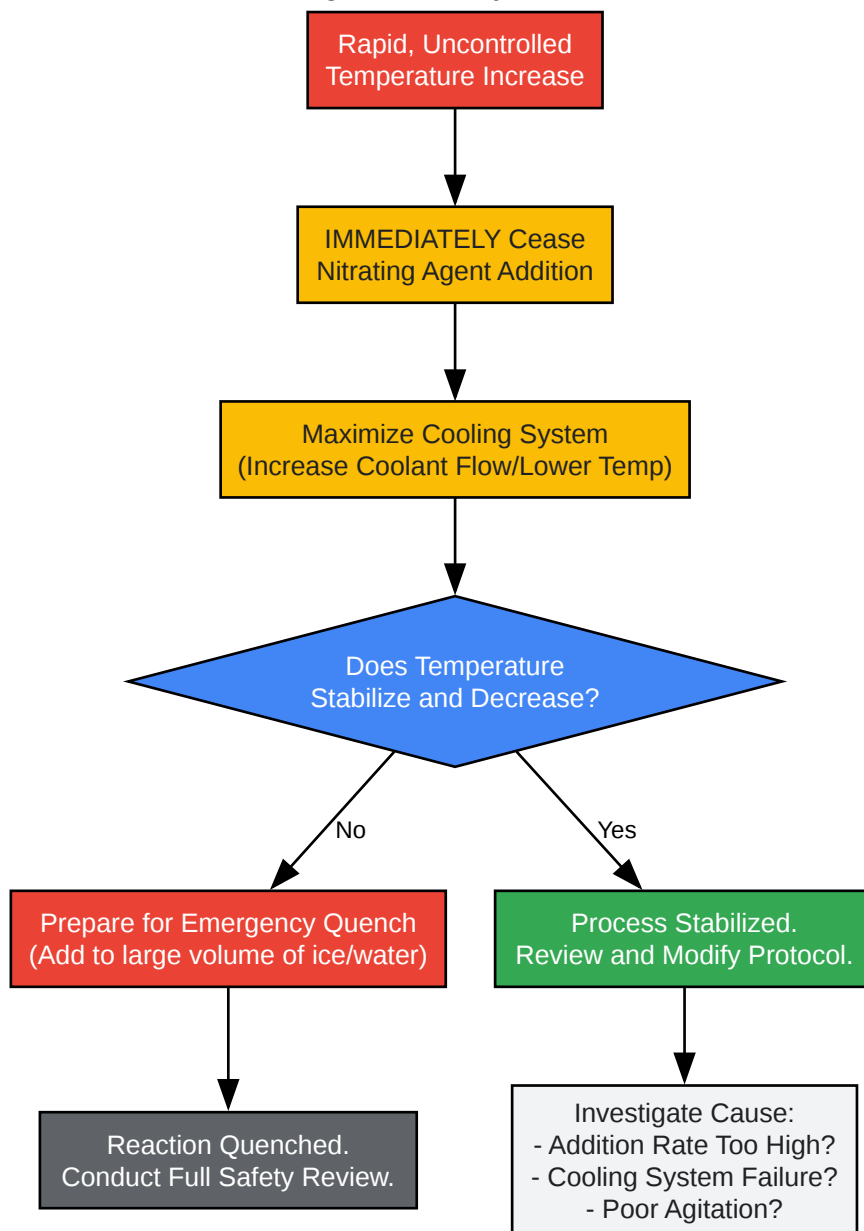 Rapid, Uncontrolled
Temperature Increase
IMMEDIATELY Cease
Nitrating Agent Addition
Maximize Cooling System
(Increase Coolant Flow/Lower Temp)
Does Temperature
Stabilize and Decrease?
No
Yes
Prepare for Emergency Quench
(Add to large volume of ice/water)
Process Stabilized.
Review and Modify Protocol.
Reaction Quenched.
Conduct Full Safety Review.
Investigate Cause:
- Addition Rate Too High?
- Cooling System Failure?
- Poor Agitation?